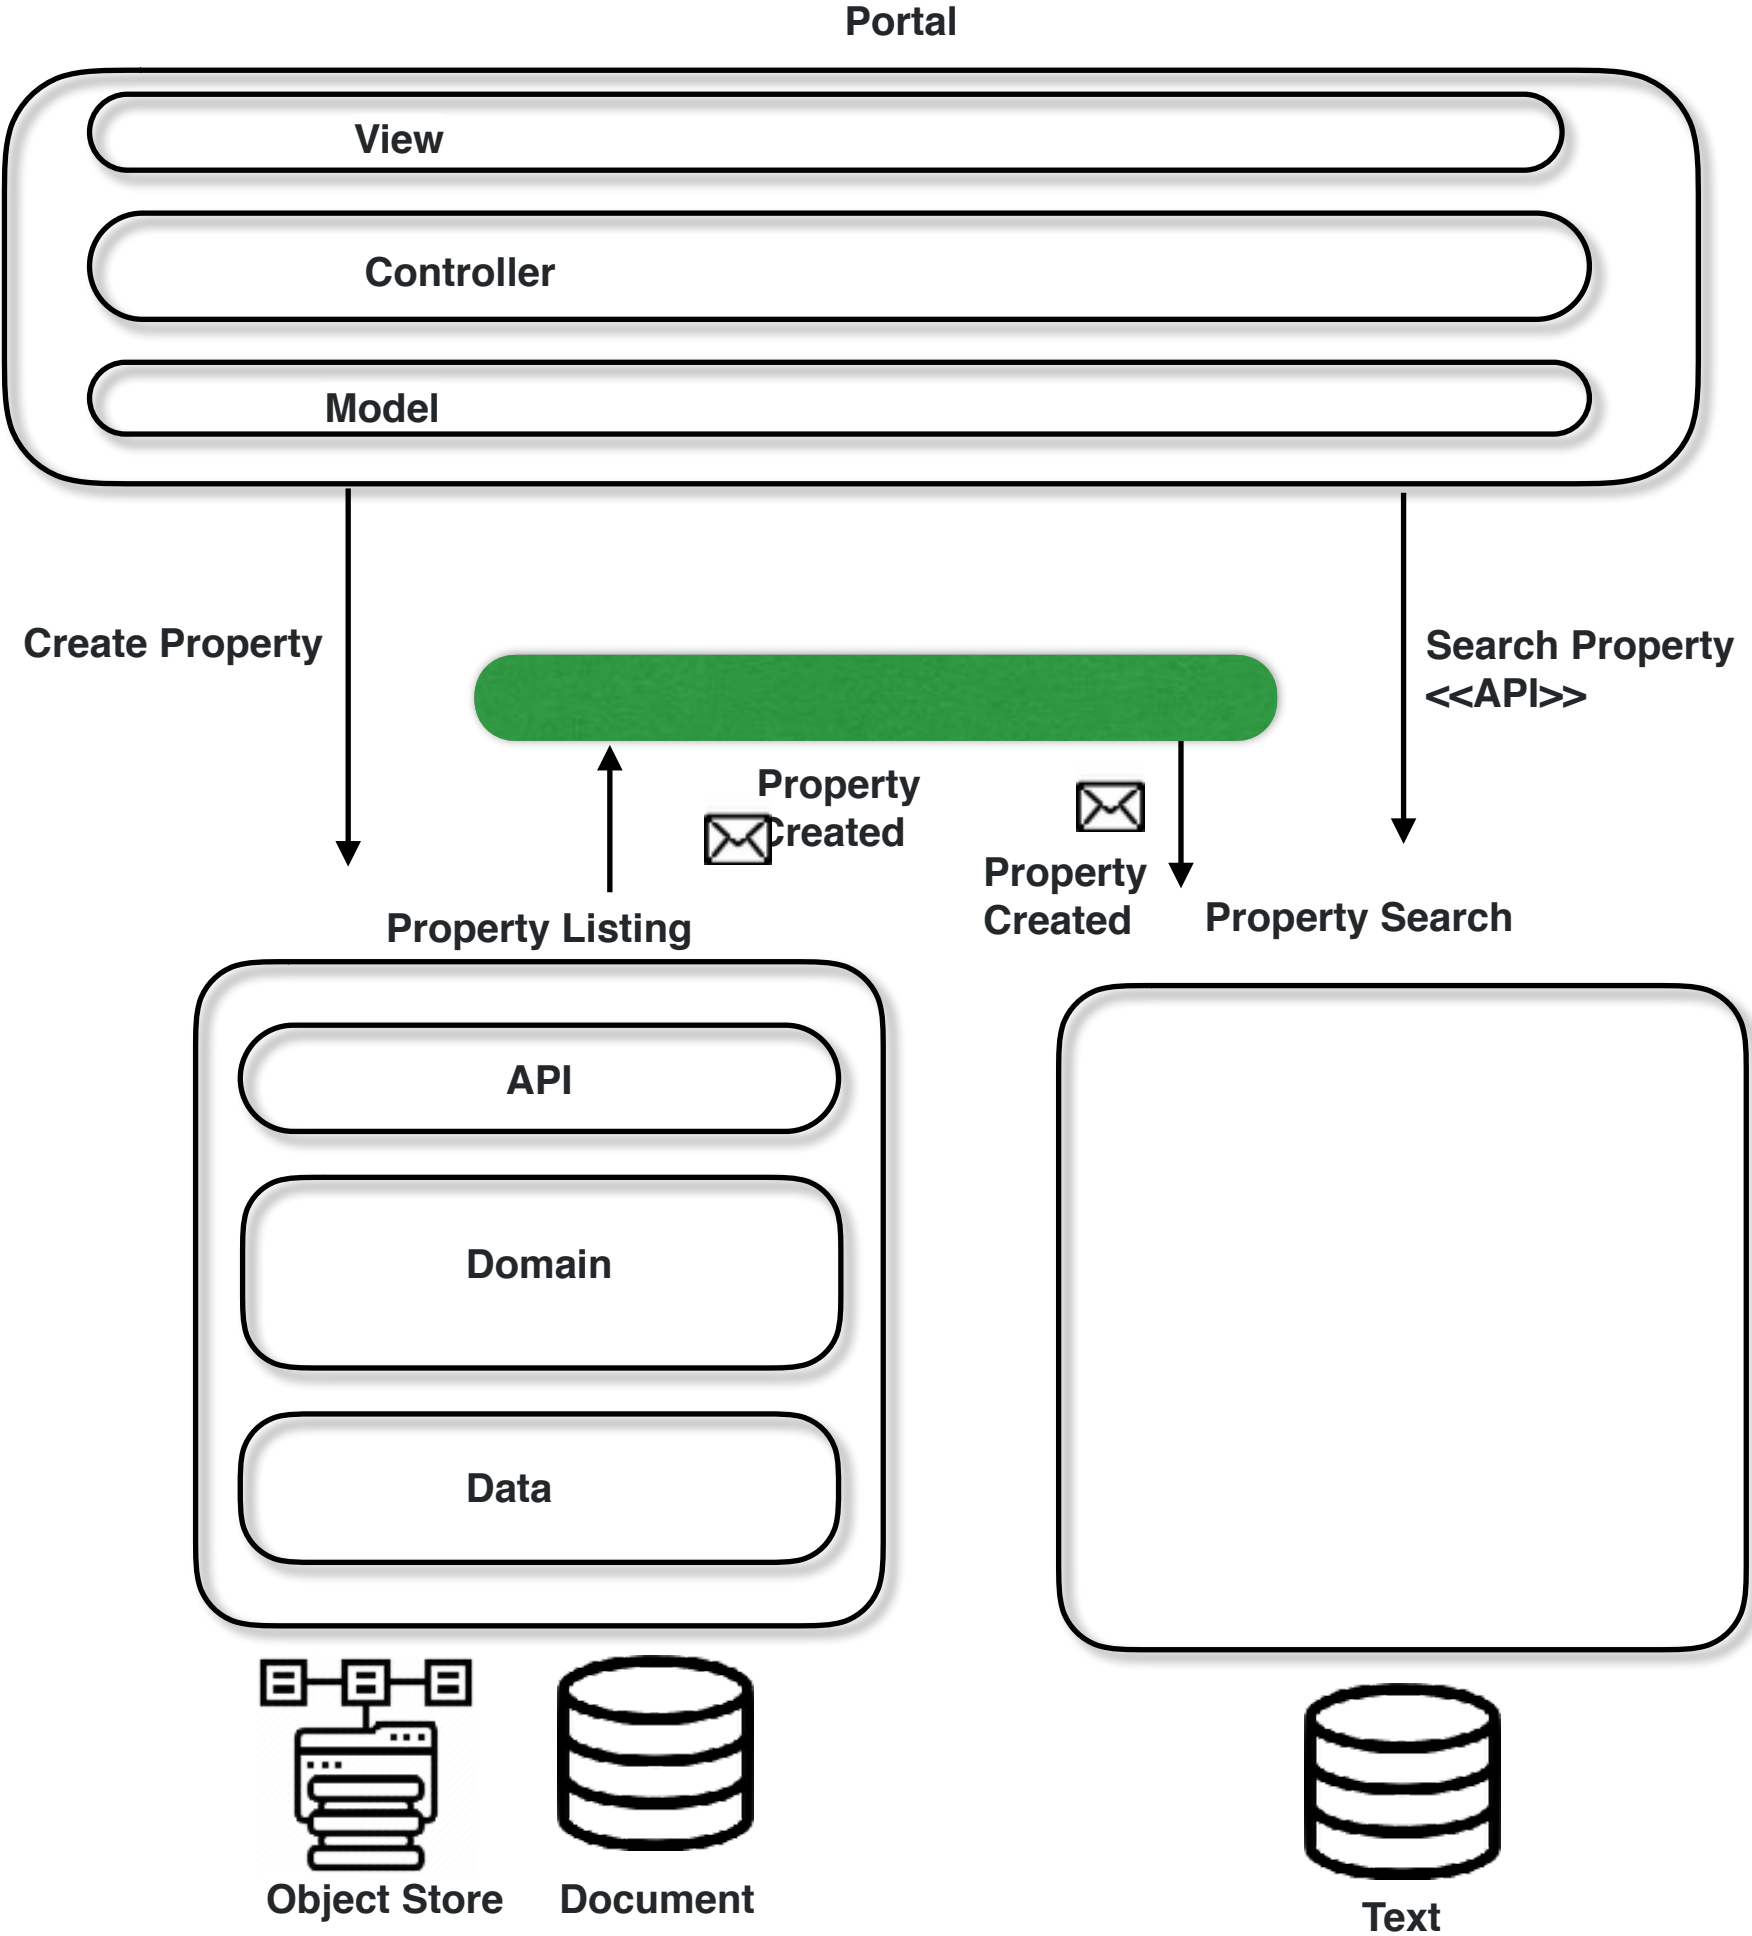 Portal
View
Controller
Model
Create Property
Search Property
<<API>>
Property
Created
Property
Created
Property Listing
Property Search
API
Domain
Data
Object Store
Document
Text